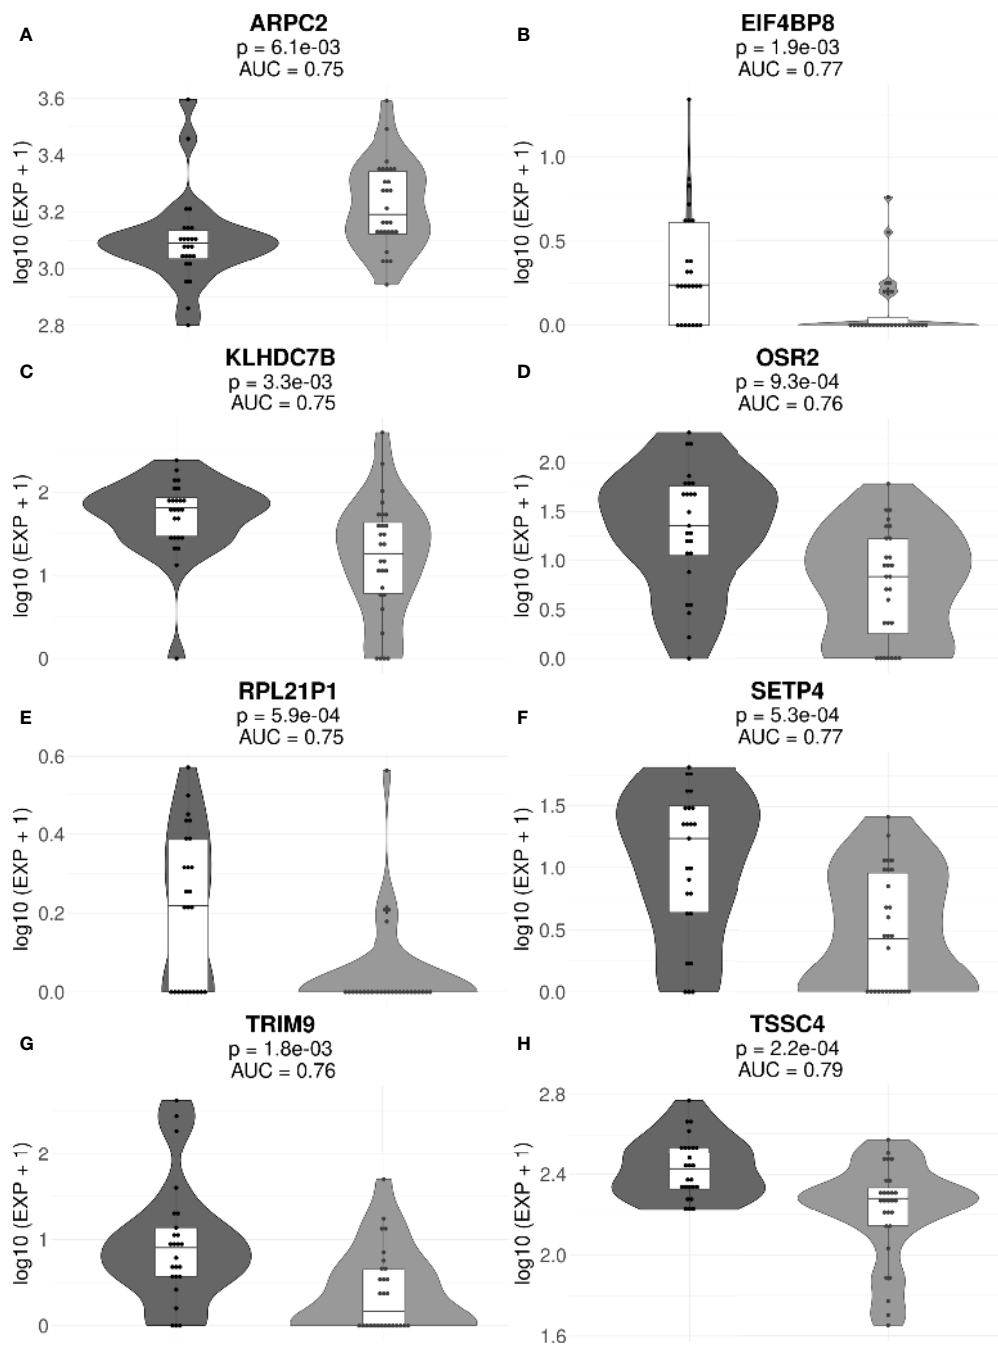 A
ARPC2
p = 6.1e-03
AUC = 0.75
log10 (EXP + 1)
3.6
3.4
3.2
3.0
2.8
B
EIF4BP8
p = 1.9e-03
AUC = 0.77
log10 (EXP + 1)
1.0
0.5
0.0
C
KLHDC7B
p = 3.3e-03
AUC = 0.75
log10 (EXP + 1)
2
1
0
D
OSR2
p = 9.3e-04
AUC = 0.76
log10 (EXP + 1)
2.0
1.5
1.0
0.5
0.0
E
RPL21P1
p = 5.9e-04
AUC = 0.75
log10 (EXP + 1)
0.6
0.4
0.2
0.0
F
SETP4
p = 5.3e-04
AUC = 0.77
log10 (EXP + 1)
1.5
1.0
0.5
0.0
G
TRIM9
p = 1.8e-03
AUC = 0.76
log10 (EXP + 1)
2
1
0
H
TSSC4
p = 2.2e-04
AUC = 0.79
log10 (EXP + 1)
2.8
2.4
2.0
1.6